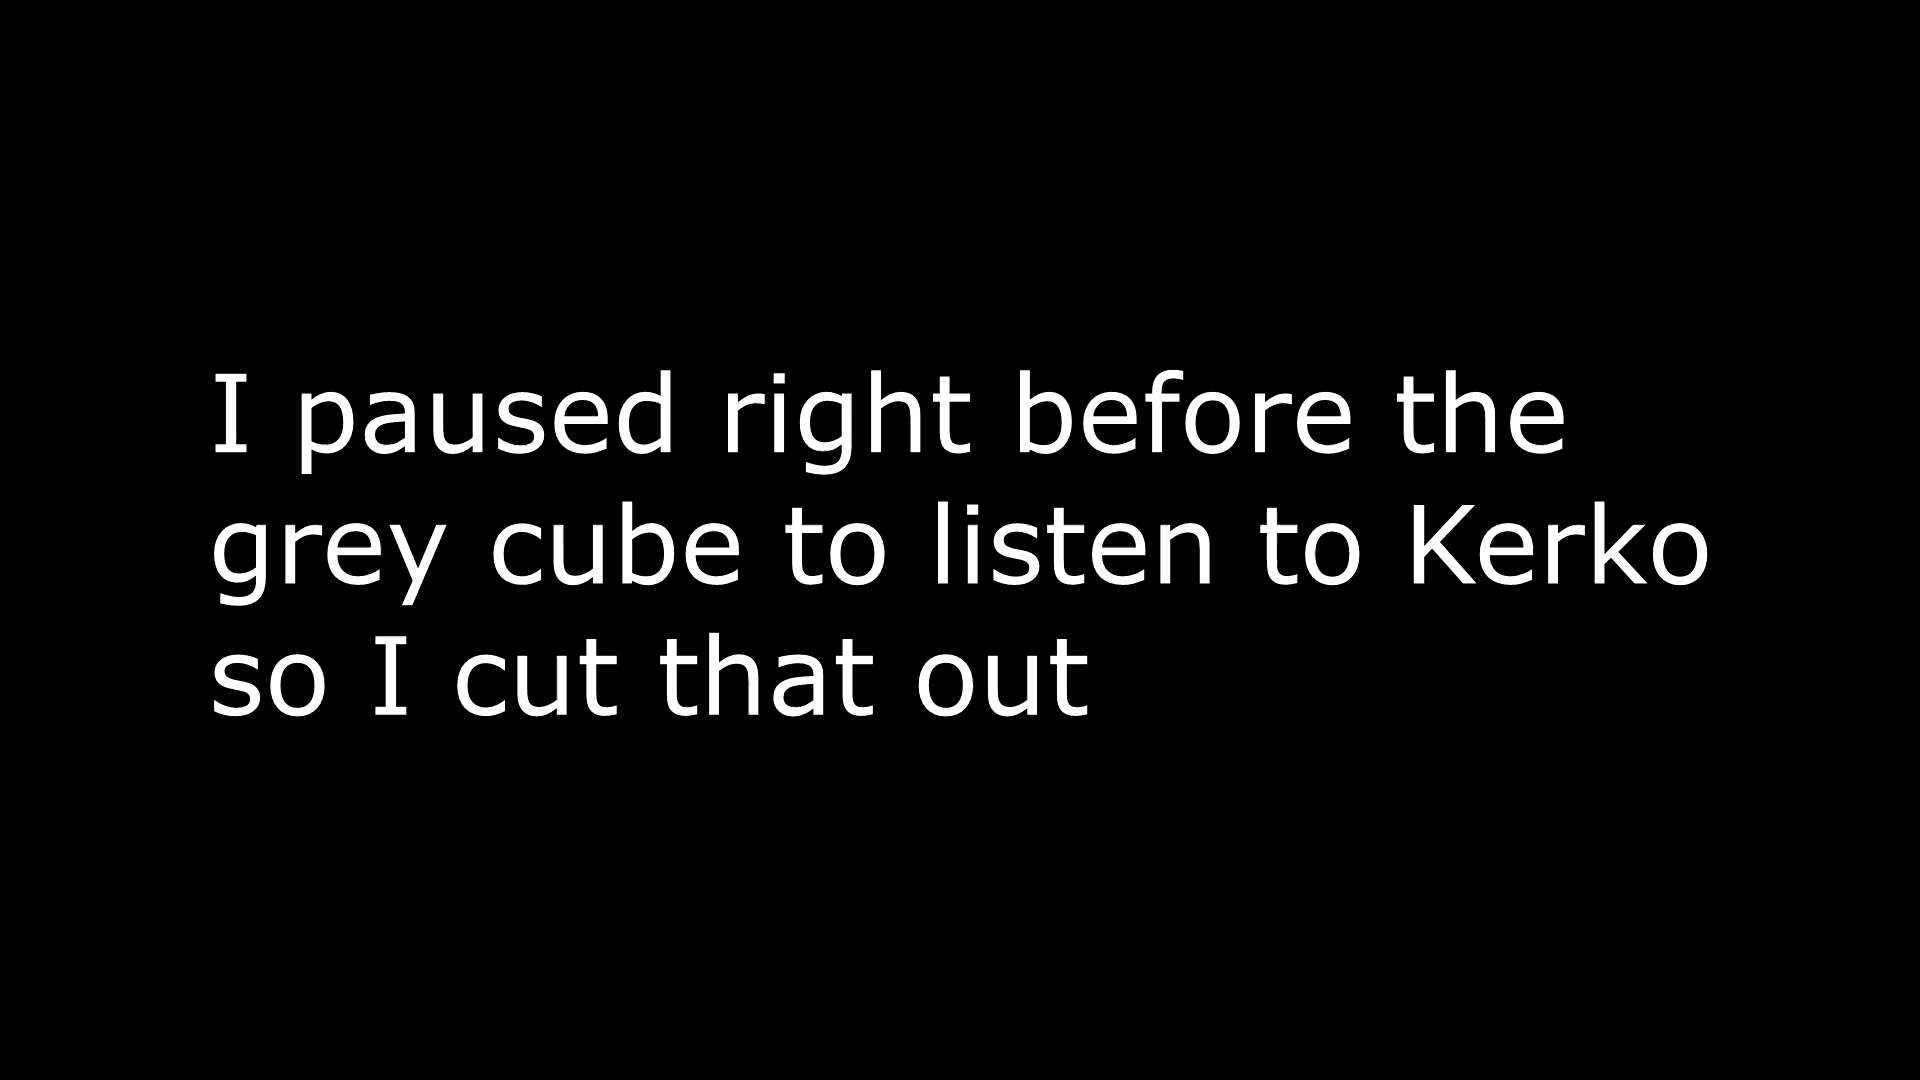 I paused right before the
grey cube to listen to Kerko
so I cut that out